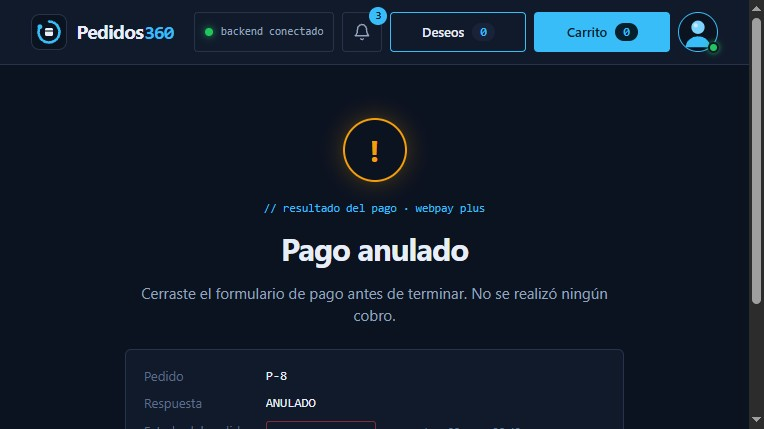 Pedidos360
backend conectado
3
Deseos 0
Carrito 0
!
// resultado del pago · webpay plus
Pago anulado
Cerraste el formulario de pago antes de terminar. No se realizó ningún
cobro.
Pedido P-8
Respuesta ANULADO